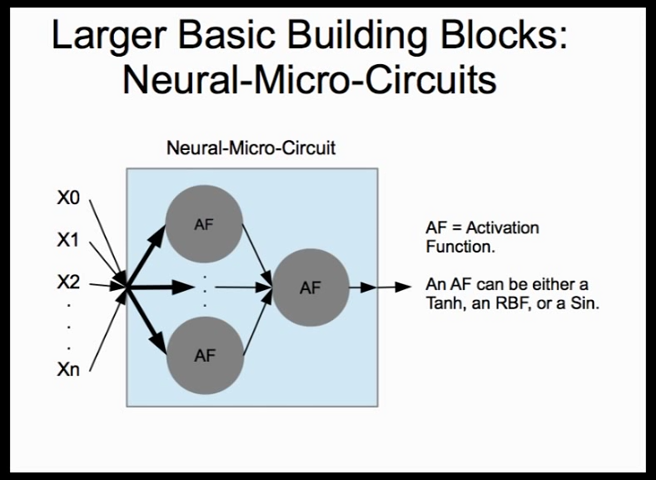 Larger Basic Building Blocks:
Neural-Micro-Circuits
Neural-Micro-Circuit
X0
X1
X2
.
.
.
Xn
AF
.
.
.
AF
AF
AF = Activation
Function.
An AF can be either a
Tanh, an RBF, or a Sin.